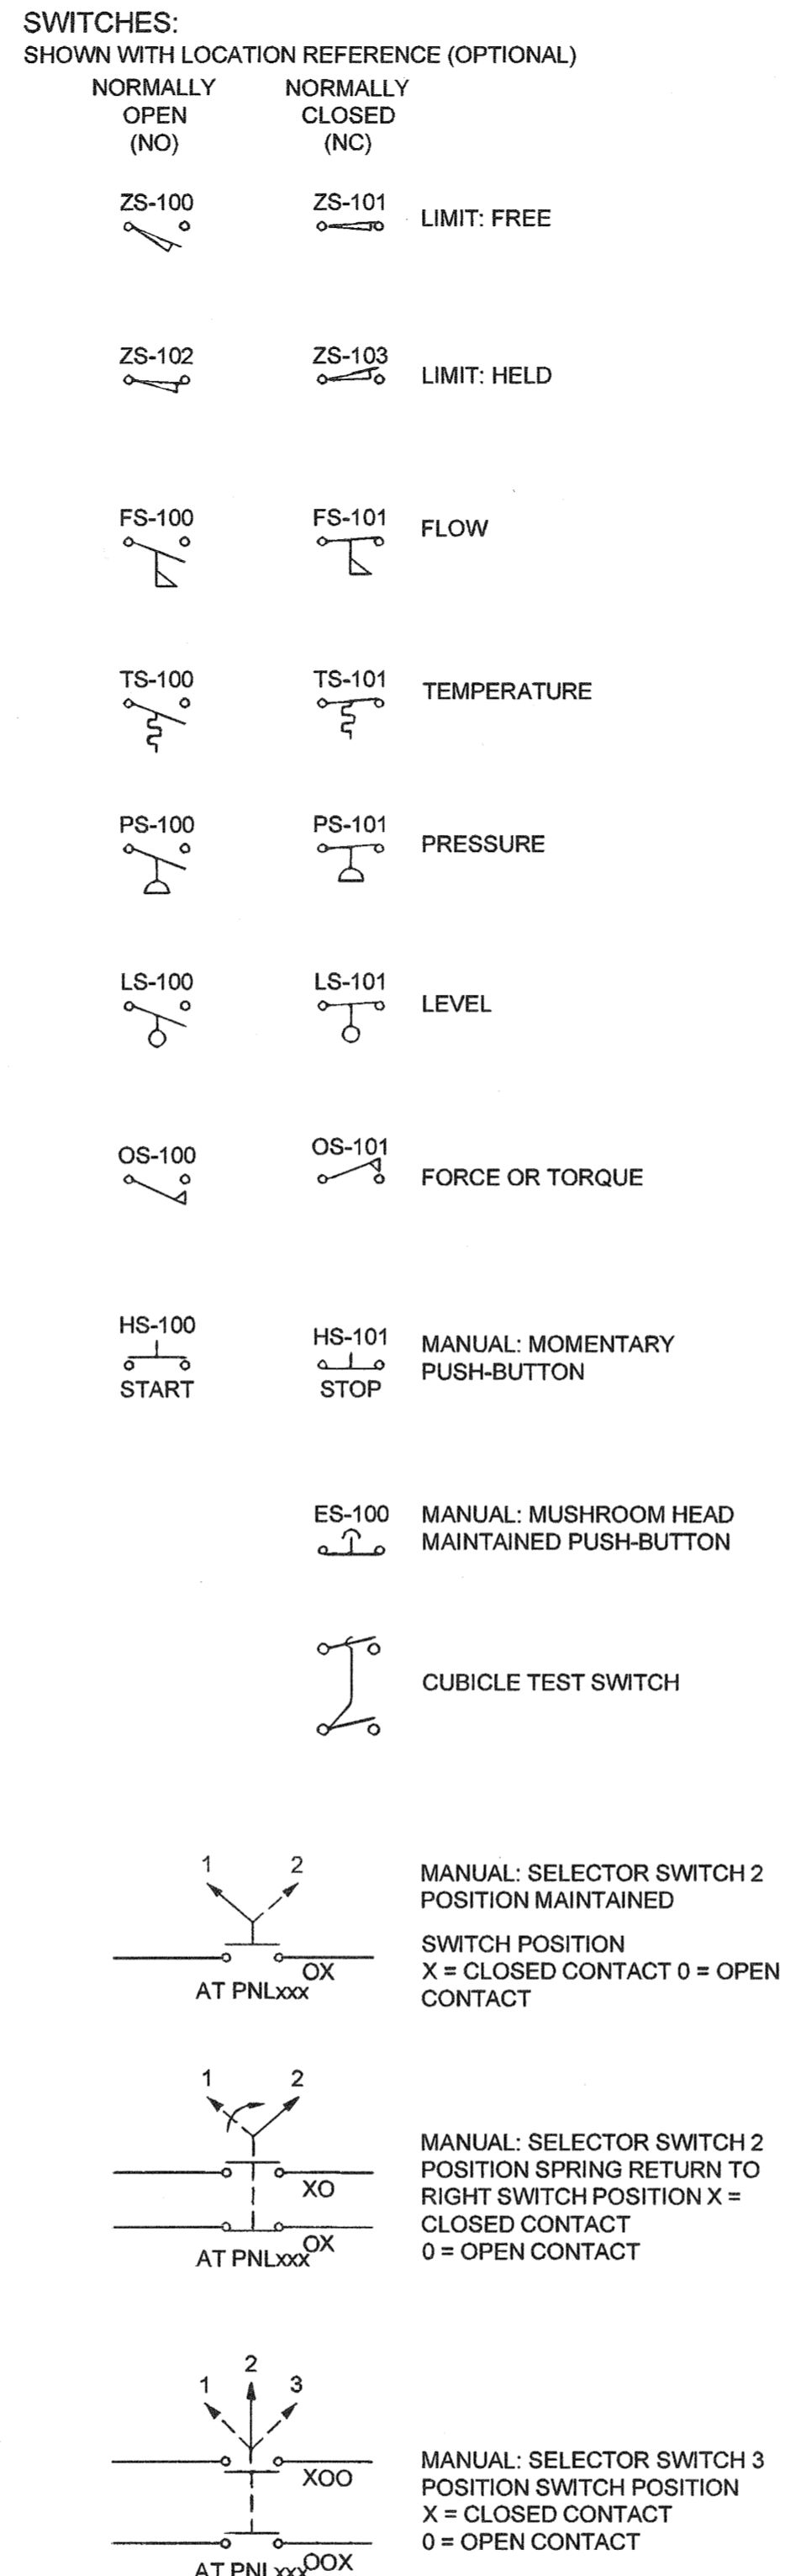 SWITCHES:
SHOWN WITH LOCATION REFERENCE (OPTIONAL)
NORMALLY OPEN (NO)
NORMALLY CLOSED (NC)
ZS-100
ZS-101
LIMIT: FREE
ZS-102
ZS-103
LIMIT: HELD
FS-100
FS-101
FLOW
TS-100
TS-101
TEMPERATURE
PS-100
PS-101
PRESSURE
LS-100
LS-101
LEVEL
OS-100
OS-101
FORCE OR TORQUE
HS-100
START
HS-101
STOP
MANUAL: MOMENTARY
PUSH-BUTTON
ES-100
MANUAL: MUSHROOM HEAD
MAINTAINED PUSH-BUTTON
CUBICLE TEST SWITCH
1 2
OX
AT PNLxxx
MANUAL: SELECTOR SWITCH 2
POSITION MAINTAINED
SWITCH POSITION
X = CLOSED CONTACT 0 = OPEN
CONTACT
1 2
XO
OX
AT PNLxxx
MANUAL: SELECTOR SWITCH 2
POSITION SPRING RETURN TO
RIGHT SWITCH POSITION X =
CLOSED CONTACT
0 = OPEN CONTACT
1 2 3
XOO
OOX
AT PNLxxx
MANUAL: SELECTOR SWITCH 3
POSITION SWITCH POSITION
X = CLOSED CONTACT
0 = OPEN CONTACT